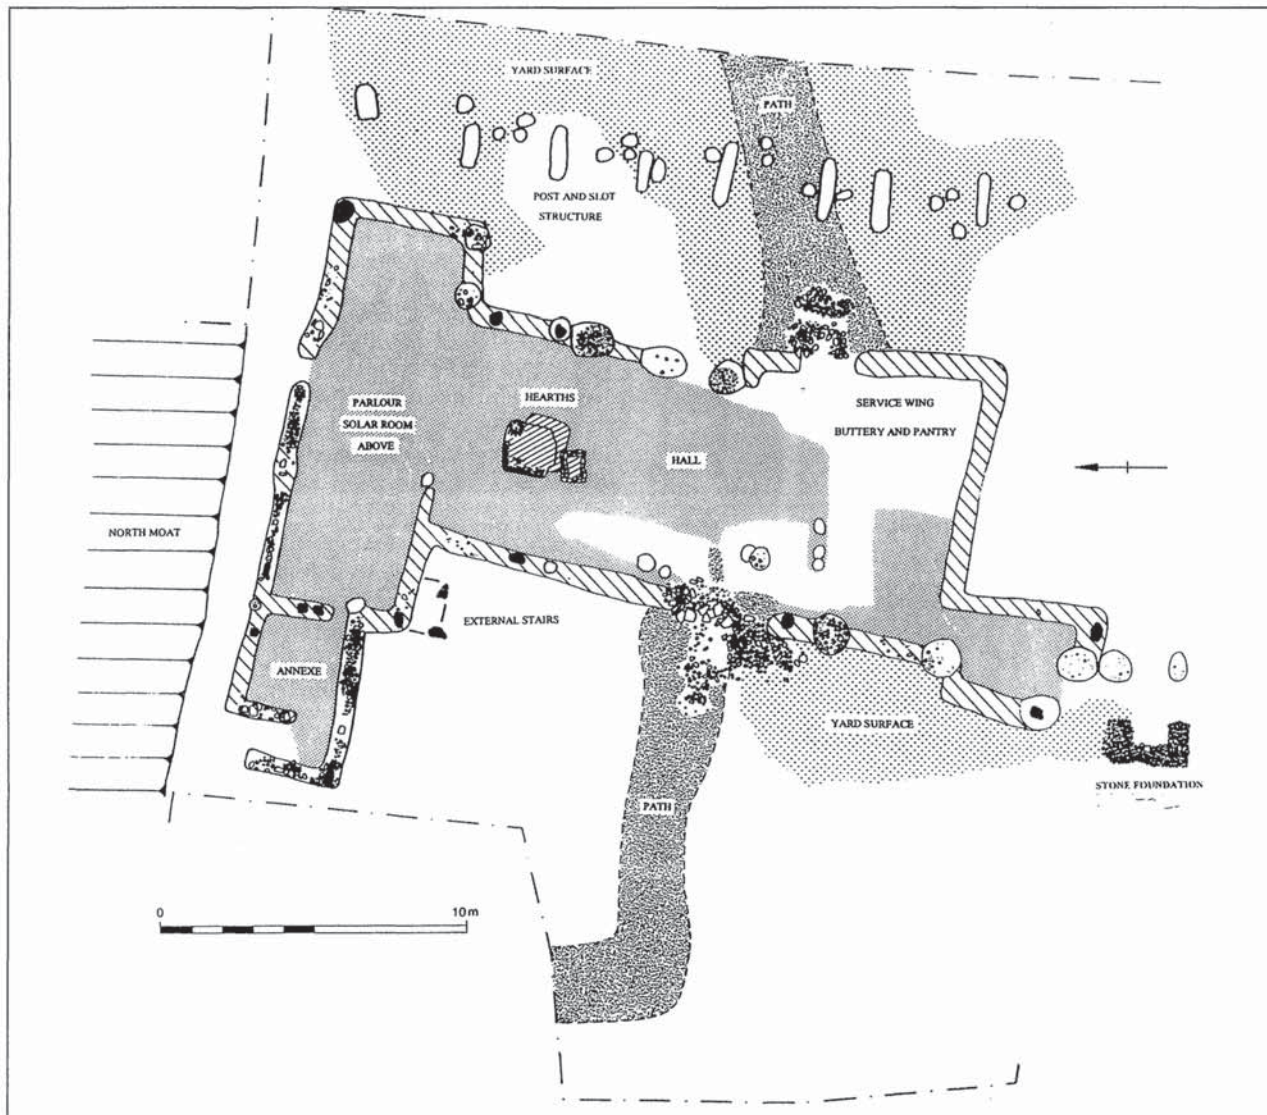 YARD SURFACE
PATH
POST AND SLOT
STRUCTURE
PARLOUR
SOLAR ROOM
ABOVE
HEARTHS
HALL
SERVICE WING
BUTTERY AND PANTRY
NORTH MOAT
EXTERNAL STAIRS
ANNEXE
YARD SURFACE
STONE FOUNDATION
PATH
0 10m